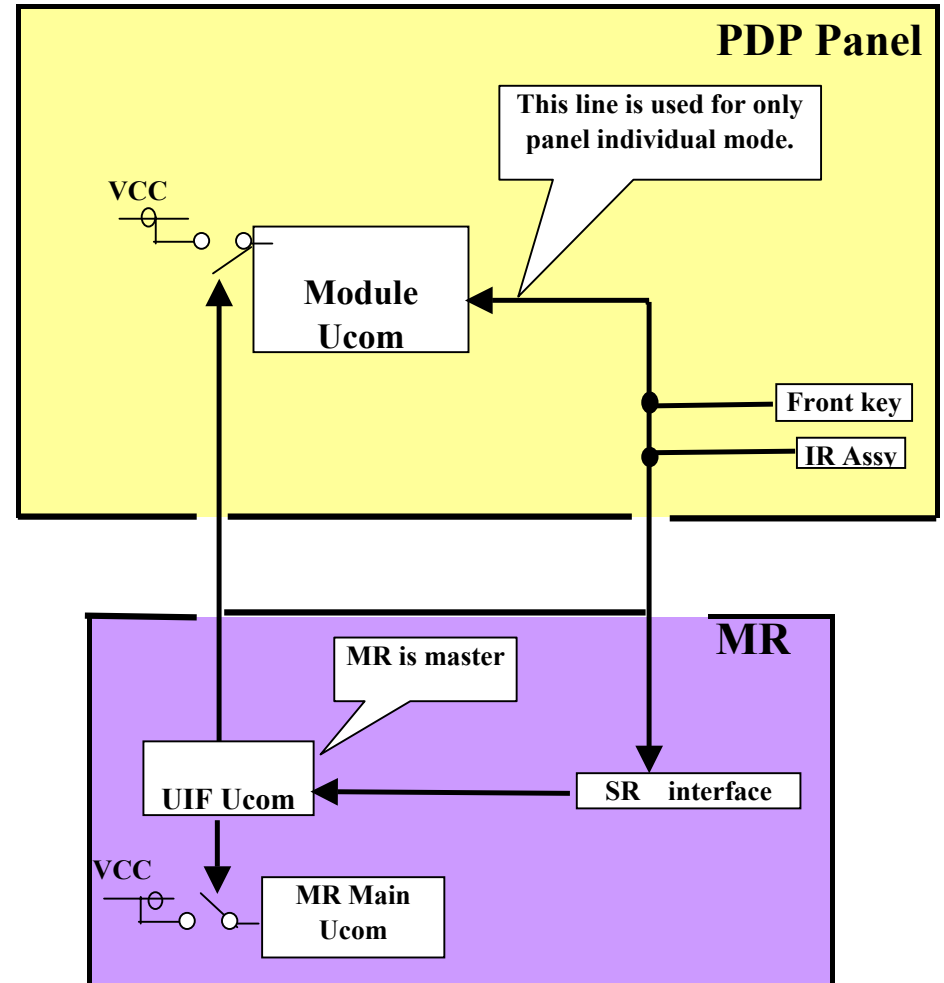 PDP Panel
This line is used for only
panel individual mode.
VCC
Module
Ucom
Front key
IR Assy
MR
MR is master
UIF Ucom
SR interface
VCC
MR Main
Ucom